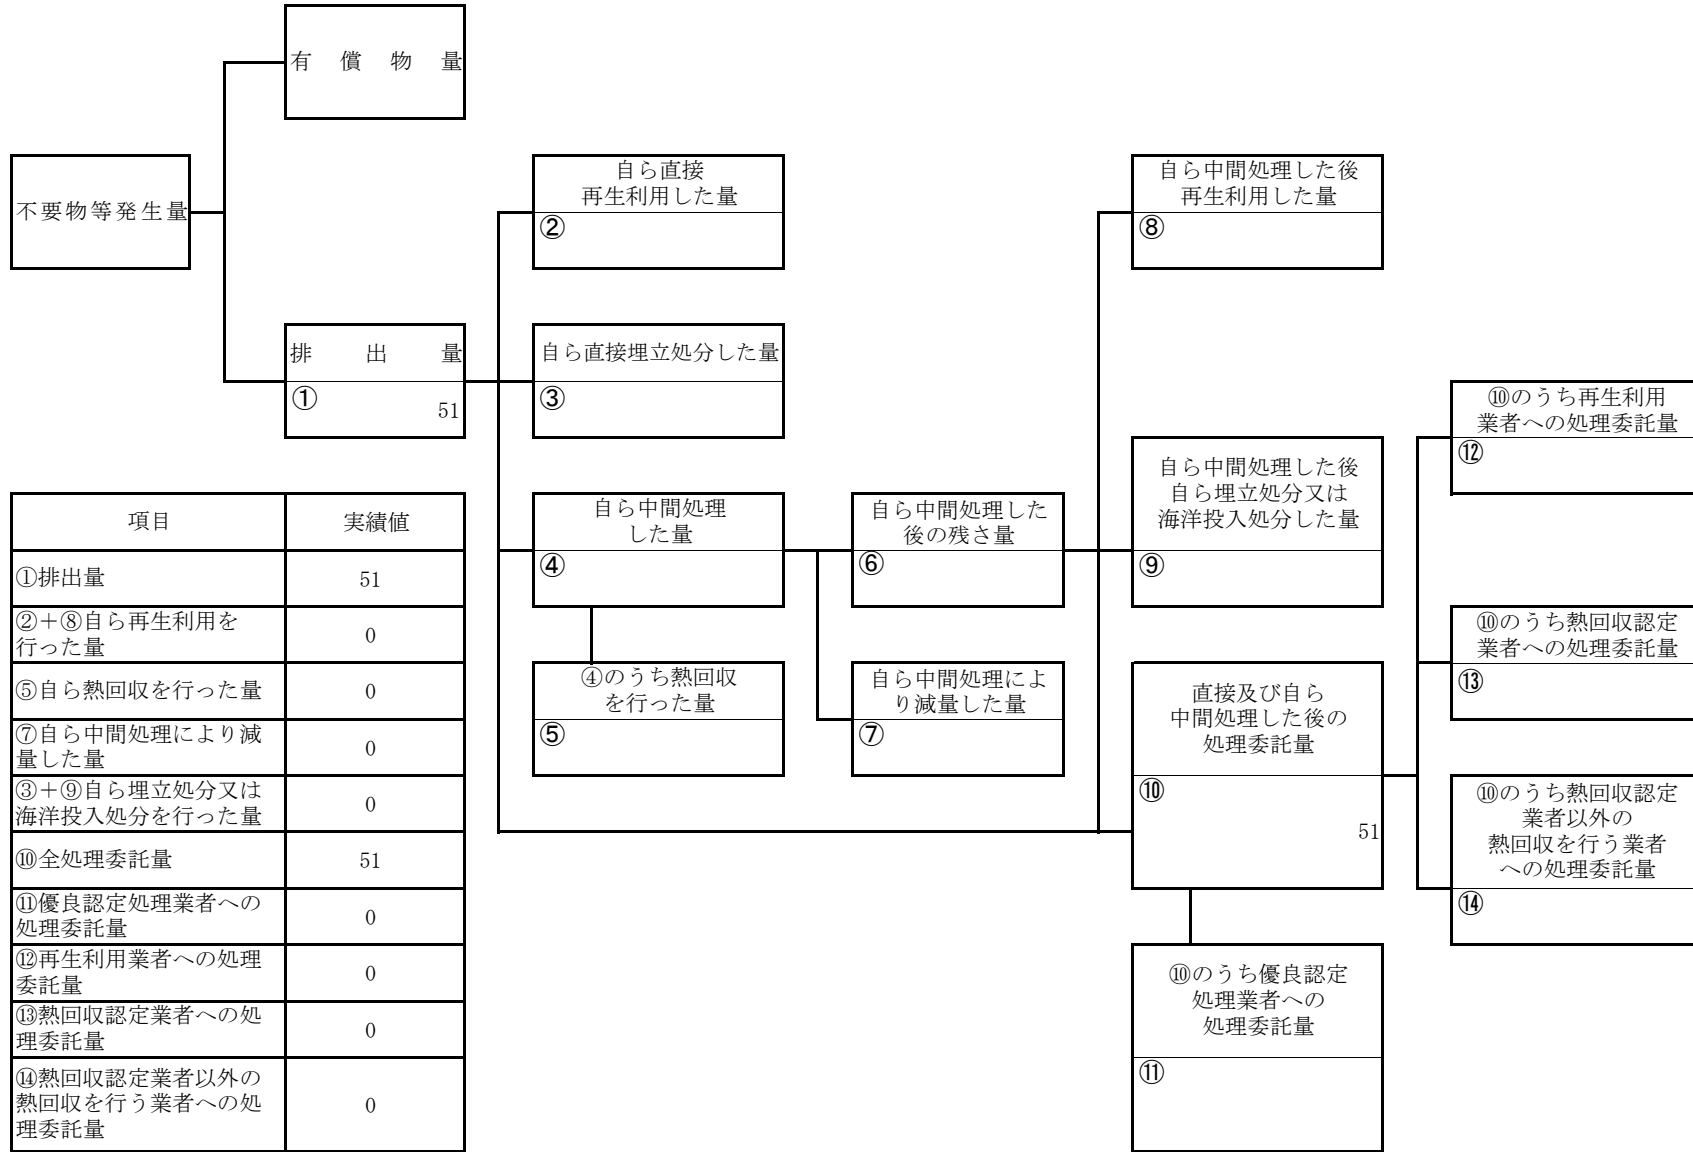 有償物量
不要物等発生量
排出量
①
51
自ら直接
再生利用した量
②
自ら直接埋立処分した量
③
自ら中間処理
した量
④
④のうち熱回収
を行った量
⑤
自ら中間処理した
後の残さ量
⑥
自ら中間処理によ
り減量した量
⑦
自ら中間処理した後
再生利用した量
⑧
自ら中間処理した後
自ら埋立処分又は
海洋投入処分した量
⑨
直接及び自ら
中間処理した後の
処理委託量
⑩
51
⑩のうち優良認定
処理業者への
処理委託量
⑪
⑩のうち再生利用
業者への処理委託量
⑫
⑩のうち熱回収認定
業者への処理委託量
⑬
⑩のうち熱回収認定
業者以外の
熱回収を行う業者
への処理委託量
⑭
項目 実績値
①排出量 51
②+⑧自ら再生利用を
行った量 0
⑤自ら熱回収を行った量 0
⑦自ら中間処理により減
量した量 0
③+⑨自ら埋立処分又は
海洋投入処分を行った量 0
⑩全処理委託量 51
⑪優良認定処理業者への
処理委託量 0
⑫再生利用業者への処理
委託量 0
⑬熱回収認定業者への処
理委託量 0
⑭熱回収認定業者以外の
熱回収を行う業者への処
理委託量 0